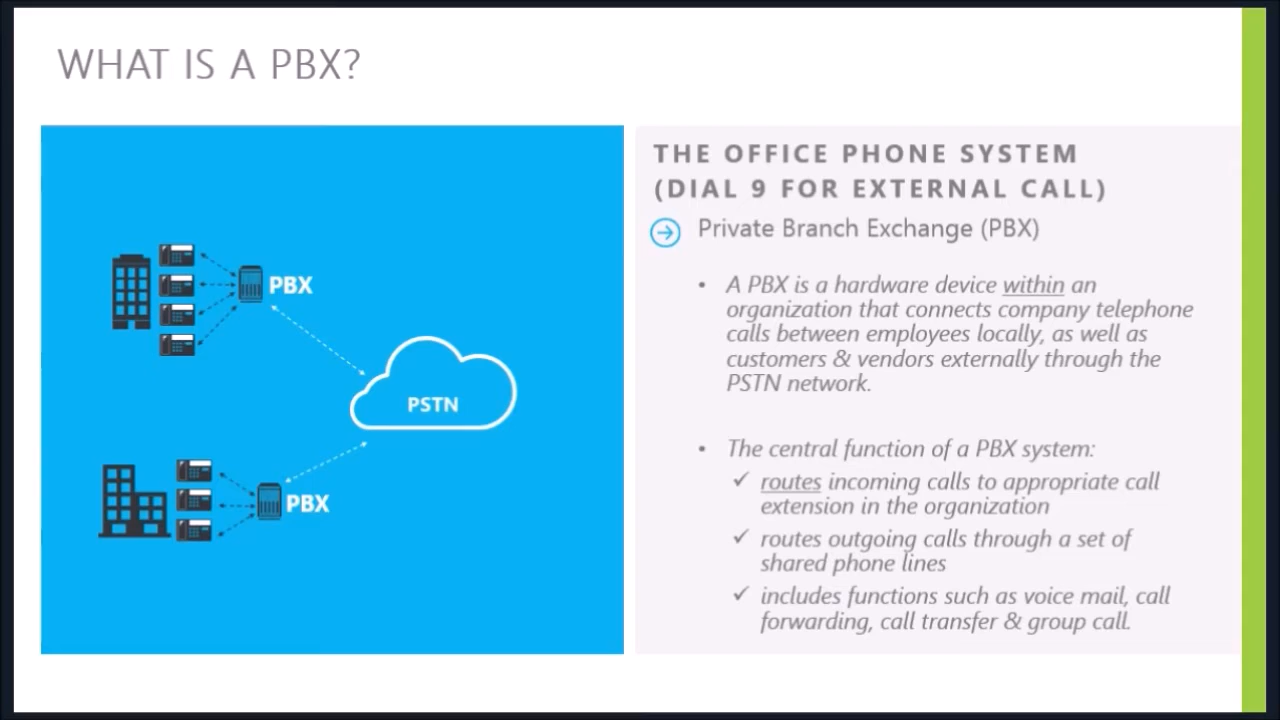 WHAT IS A PBX?
PBX
PSTN
PBX
THE OFFICE PHONE SYSTEM
(DIAL 9 FOR EXTERNAL CALL)
Private Branch Exchange (PBX)
• A PBX is a hardware device within an
organization that connects company telephone
calls between employees locally, as well as
customers & vendors externally through the
PSTN network.
• The central function of a PBX system:
✓ routes incoming calls to appropriate call
extension in the organization
✓ routes outgoing calls through a set of
shared phone lines
✓ includes functions such as voice mail, call
forwarding, call transfer & group call.